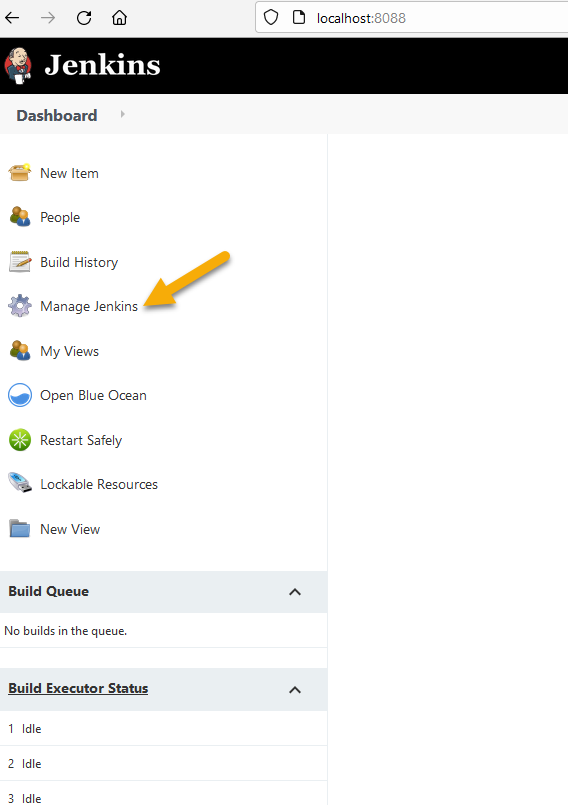 localhost:8088
Jenkins
Dashboard
New Item
People
Build History
Manage Jenkins
My Views
Open Blue Ocean
Restart Safely
Lockable Resources
New View
Build Queue
No builds in the queue.
Build Executor Status
1 Idle
2 Idle
3 Idle